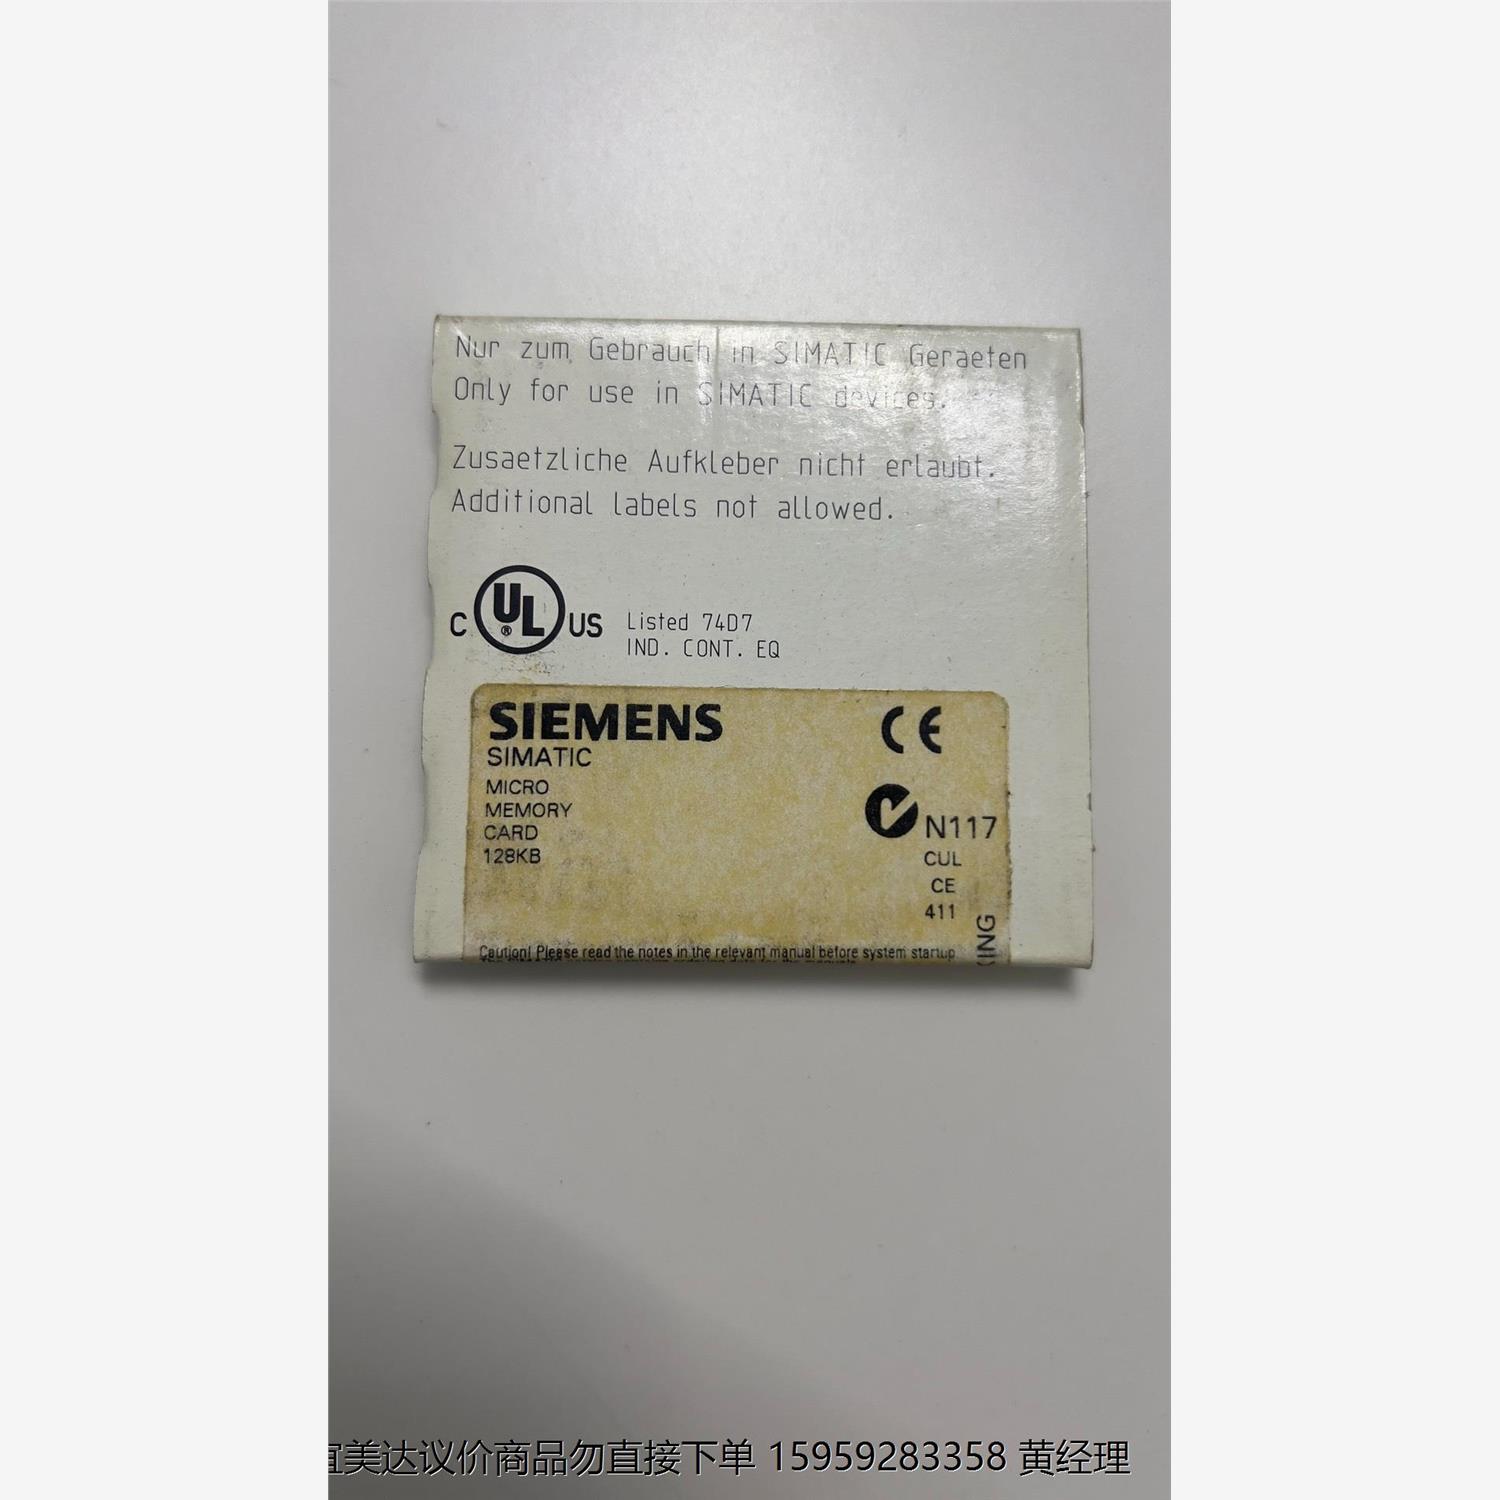 Nur zum Gebrauch in SIMATIC Geraeten
Only for use in SIMATIC devices.
Zusaetzliche Aufkleber nicht erlaubt.
Additional labels not allowed.
C UL ® US
Listed 74D7
IND. CONT. EQ
SIEMENS
SIMATIC
MICRO
MEMORY
CARD
128KB
CE
N117
CUL
CE
411
KING
Caution! Please read the notes in the relevant manual before system startup
宜美达议价商品勿直接下单 15959283358 黄经理